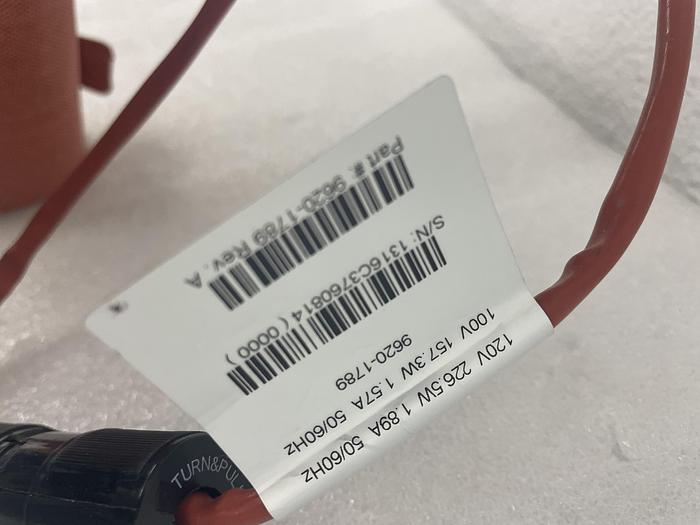 Part #: 9620-1789 Rev. A
S/N: 1316C3760814 ( 0000 )
9620-1789
100V 157.3W 1.57A 50/60Hz
120V 226.5W 1.89A 50/60Hz
TURN&PULL